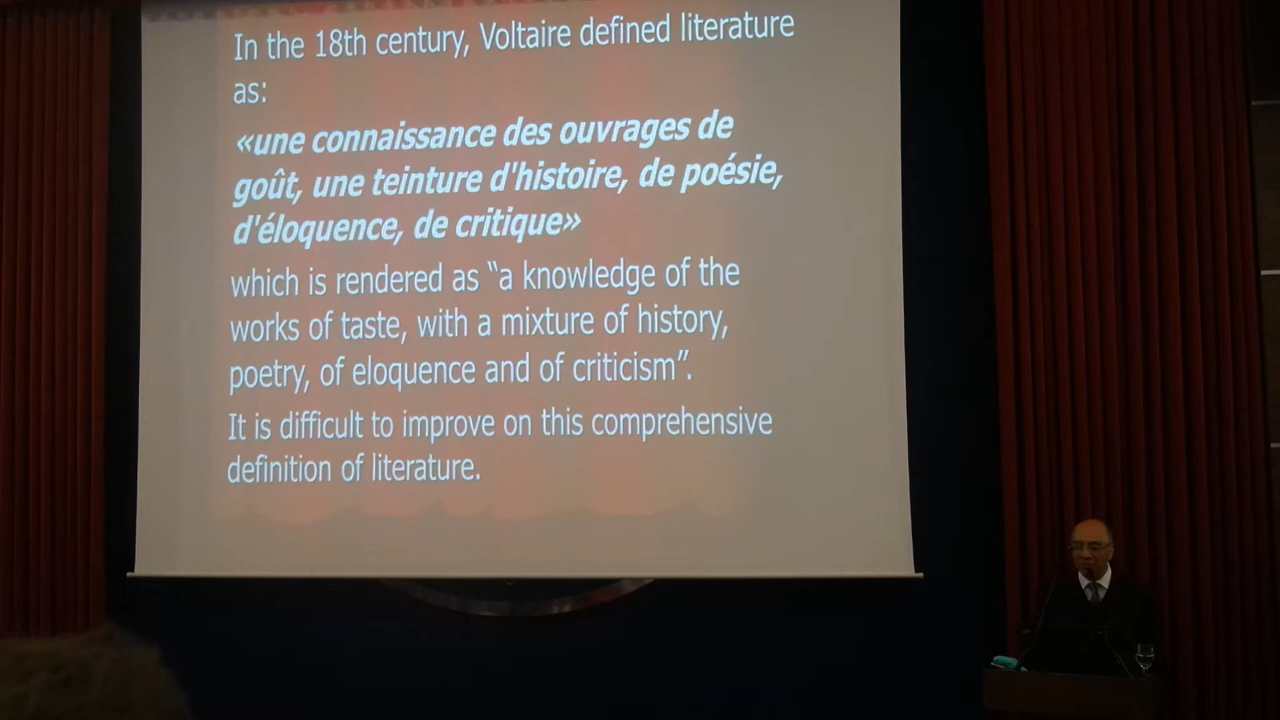 In the 18th century, Voltaire defined literature
as:
«une connaissance des ouvrages de
goût, une teinture d'histoire, de poésie,
d'éloquence, de critique»
which is rendered as “a knowledge of the
works of taste, with a mixture of history,
poetry, of eloquence and of criticism”.
It is difficult to improve on this comprehensive
definition of literature.